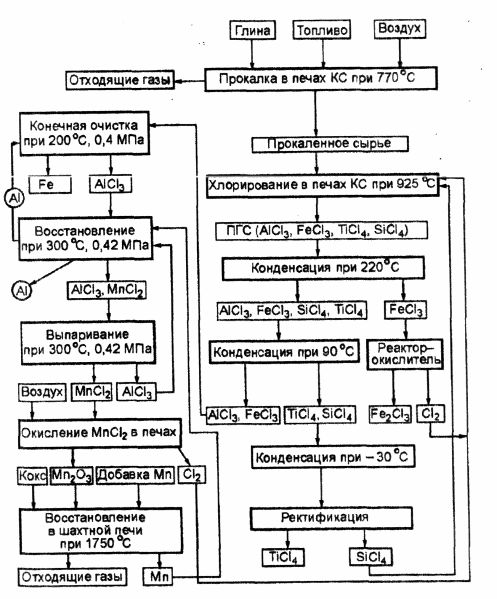 Глина
Топливо
Воздух
Отходящие газы
Прокалка в печах КС при 770°С
Конечная очистка
при 200°С, 0,4 МПа
Прокаленное сырье
Fe
AlCl₃
Хлорирование в печах КС при 925°С
Al
Восстановление
при 300°С, 0,42 МПа
ПГС (AlCl₃, FeCl₃, TiCl₄, SiCl₄)
Конденсация при 220°С
Al
AlCl₃, MnCl₂
AlCl₃, FeCl₃, SiCl₄, TiCl₄
FeCl₃
Выпаривание
при 300°С, 0,42 МПа
Конденсация при 90°С
Реактор-
окислитель
Воздух
MnCl₂
AlCl₃
AlCl₃, FeCl₃
TiCl₄, SiCl₄
Fe₂Cl₃
Cl₂
Окисление MnCl₂ в печах
Конденсация при – 30°С
Кокс
Mn₂O₃
Добавка Mn
Cl₂
Восстановление
в шахтной печи
при 1750°С
Ректификация
Отходящие газы
Mn
TiCl₄
SiCl₄